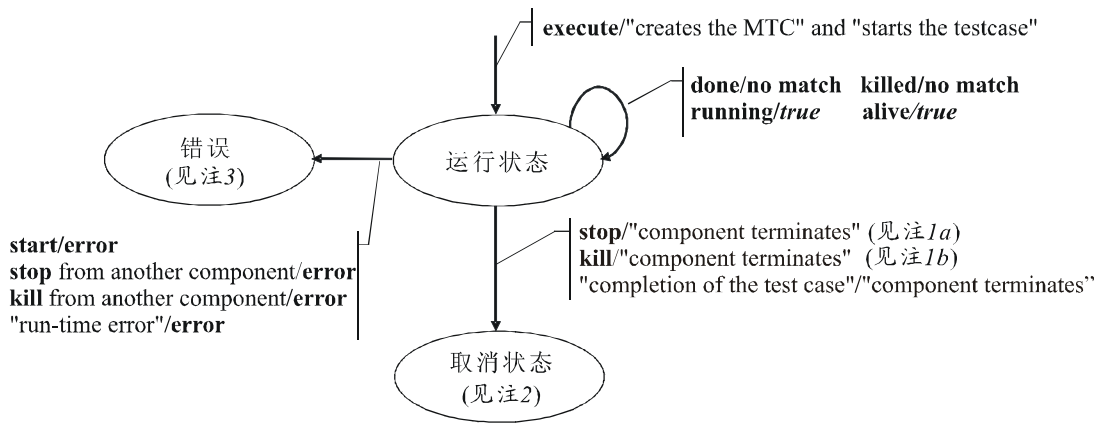 execute/"creates the MTC" and "starts the testcase"
done/no match killed/no match
running/true alive/true
错误
(见注3)
运行状态
start/error
stop from another component/error
kill from another component/error
"run-time error"/error
stop/"component terminates" (见注1a)
kill/"component terminates" (见注1b)
"completion of the test case"/"component terminates”
取消状态
(见注2)